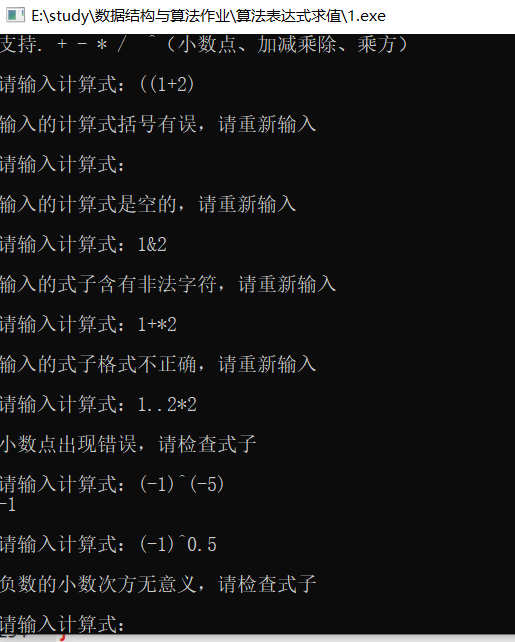 E:\study\数据结构与算法作业\算法表达式求值\1.exe
支持. + - * / ^（小数点、加减乘除、乘方）
请输入计算式：((1+2)
输入的计算式括号有误，请重新输入
请输入计算式：
输入的计算式是空的，请重新输入
请输入计算式：1&2
输入的式子含有非法字符，请重新输入
请输入计算式：1+*2
输入的式子格式不正确，请重新输入
请输入计算式：1..2*2
小数点出现错误，请检查式子
请输入计算式：(-1)^(-5)
-1
请输入计算式：(-1)^0.5
负数的小数次方无意义，请检查式子
请输入计算式：